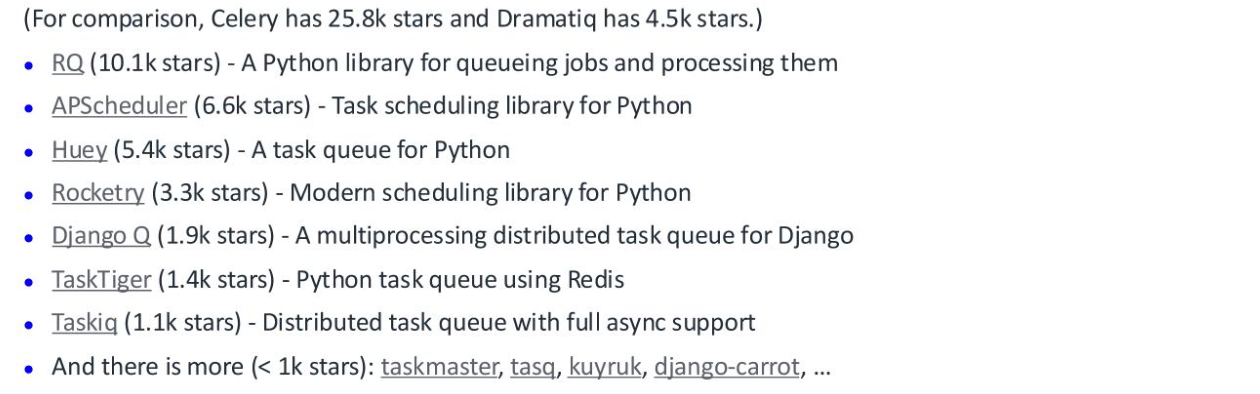 (For comparison, Celery has 25.8k stars and Dramatiq has 4.5k stars.)
• RQ (10.1k stars) - A Python library for queueing jobs and processing them
• APScheduler (6.6k stars) - Task scheduling library for Python
• Huey (5.4k stars) - A task queue for Python
• Rocketry (3.3k stars) - Modern scheduling library for Python
• Django Q (1.9k stars) - A multiprocessing distributed task queue for Django
• TaskTiger (1.4k stars) - Python task queue using Redis
• Taskiq (1.1k stars) - Distributed task queue with full async support
• And there is more (< 1k stars): taskmaster, tasq, kuyruk, django-carrot, ...